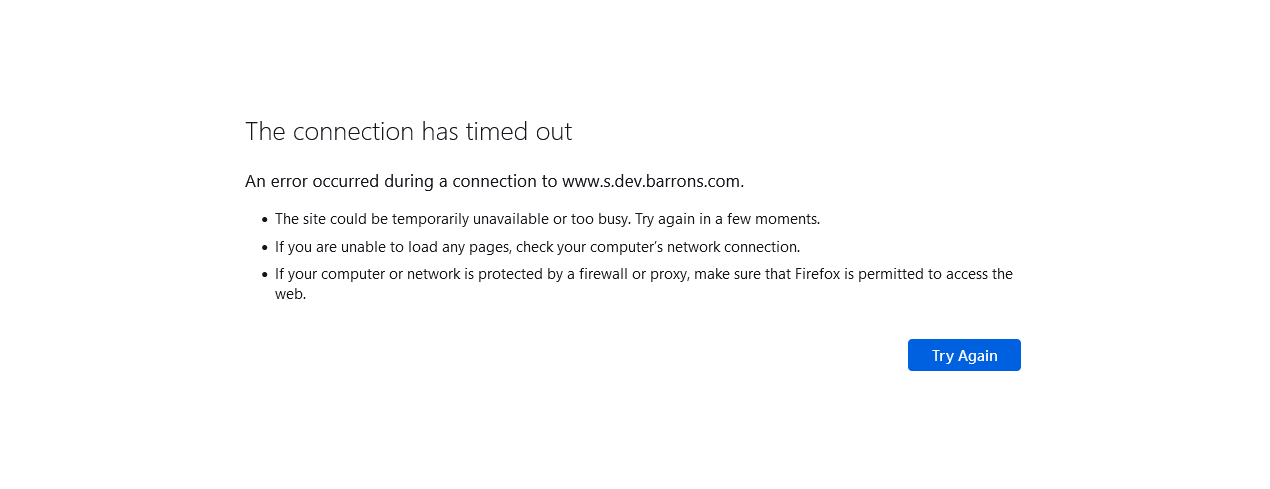 The connection has timed out
An error occurred during a connection to www.s.dev.barrons.com.
• The site could be temporarily unavailable or too busy. Try again in a few moments.
• If you are unable to load any pages, check your computer’s network connection.
• If your computer or network is protected by a firewall or proxy, make sure that Firefox is permitted to access the
web.
Try Again